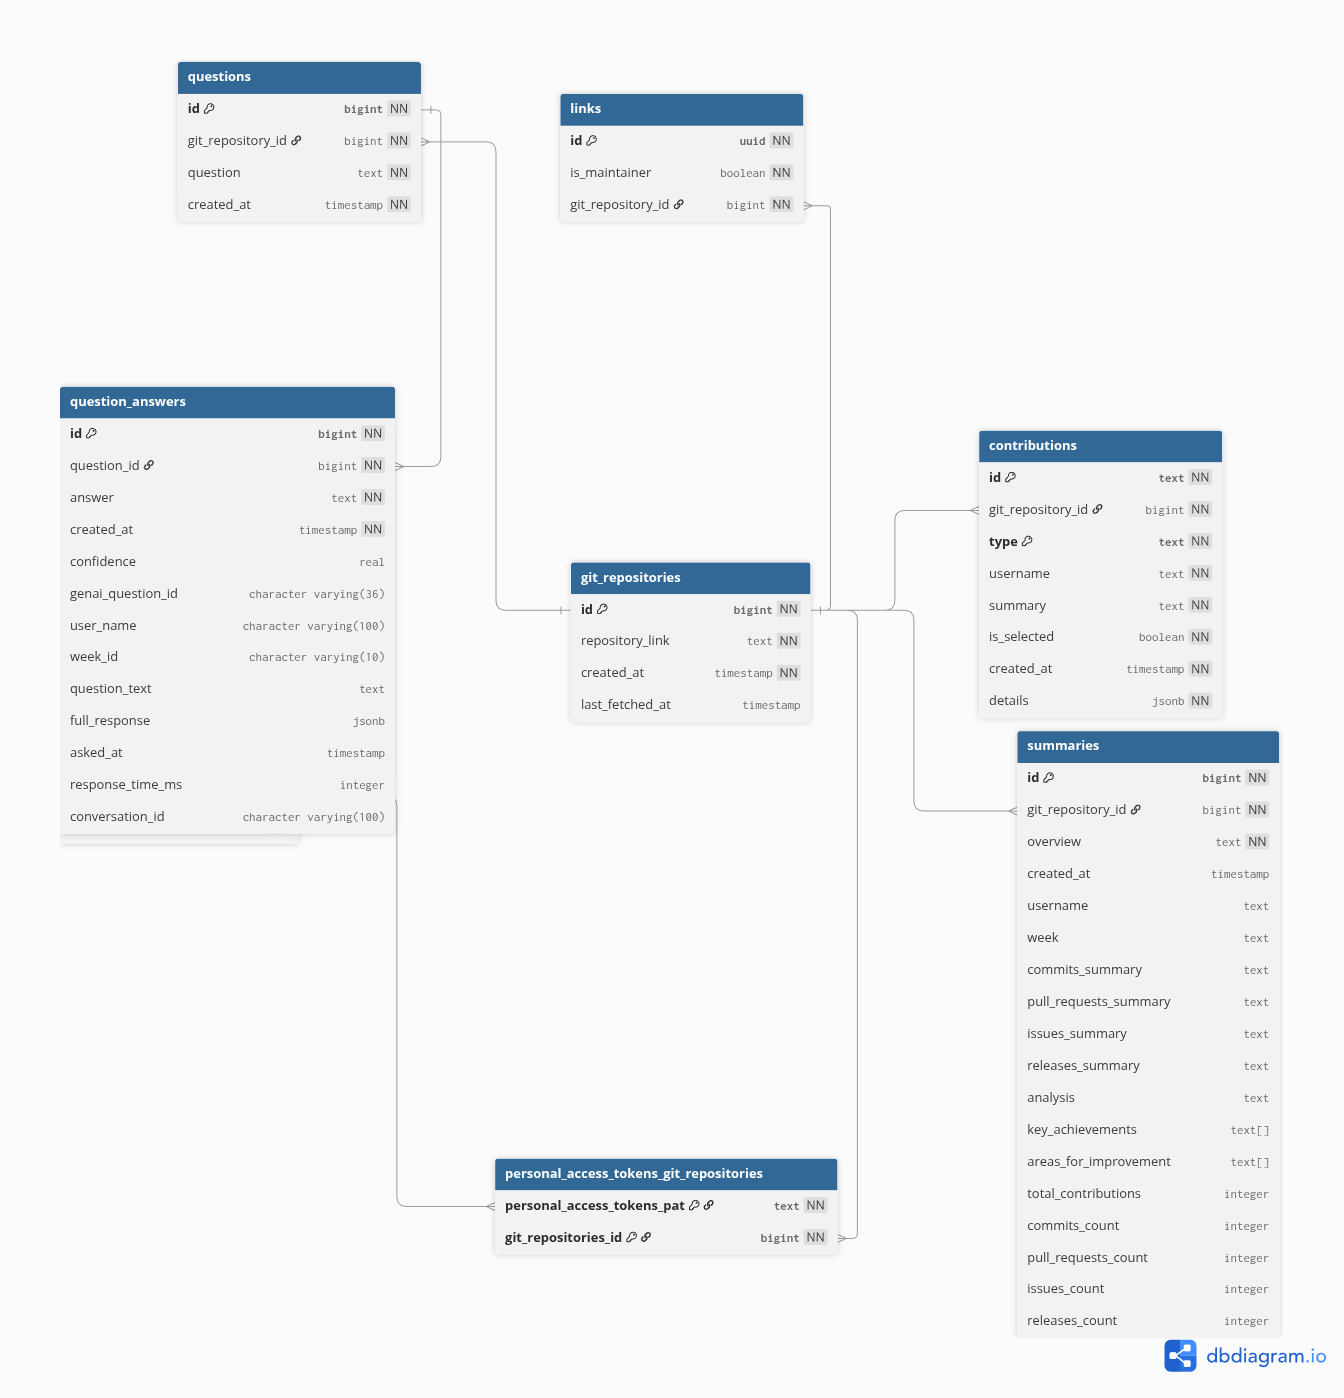 questions
id bigint NN
git_repository_id bigint NN
question text NN
created_at timestamp NN
links
id uuid NN
is_maintainer boolean NN
git_repository_id bigint NN
question_answers
id bigint NN
question_id bigint NN
answer text NN
created_at timestamp NN
confidence real
genai_question_id character varying(36)
user_name character varying(100)
week_id character varying(10)
question_text text
full_response jsonb
asked_at timestamp
response_time_ms integer
conversation_id character varying(100)
git_repositories
id bigint NN
repository_link text NN
created_at timestamp NN
last_fetched_at timestamp
contributions
id text NN
git_repository_id bigint NN
type text NN
username text NN
summary text NN
is_selected boolean NN
created_at timestamp NN
details jsonb NN
summaries
id bigint NN
git_repository_id bigint NN
overview text NN
created_at timestamp
username text
week text
commits_summary text
pull_requests_summary text
issues_summary text
releases_summary text
analysis text
key_achievements text[]
areas_for_improvement text[]
total_contributions integer
commits_count integer
pull_requests_count integer
issues_count integer
releases_count integer
personal_access_tokens_git_repositories
personal_access_tokens_pat text NN
git_repositories_id bigint NN
dbdiagram.io